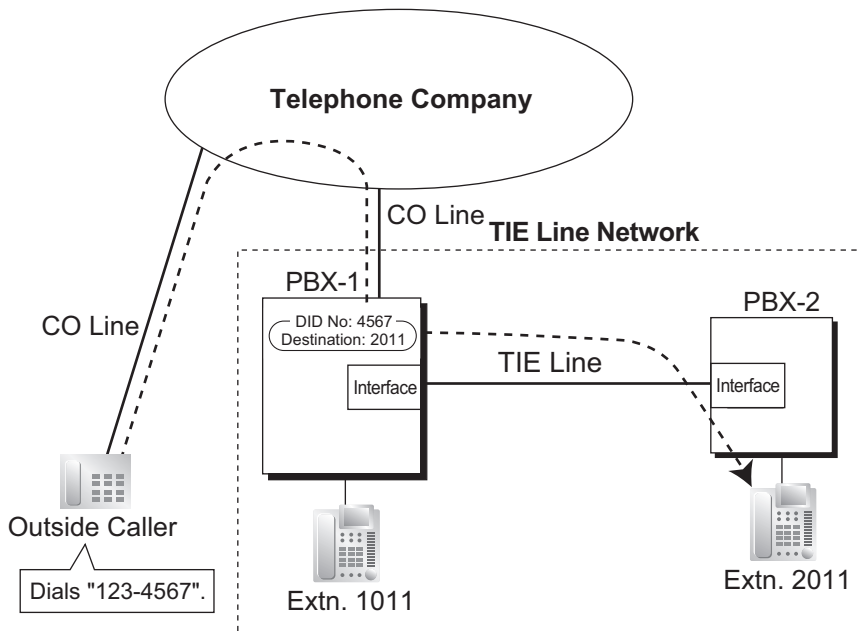 Telephone Company
CO Line
TIE Line Network
PBX-1
PBX-2
CO Line
DID No: 4567
Destination: 2011
TIE Line
Interface
Interface
Outside Caller
Dials "123-4567".
Extn. 1011
Extn. 2011